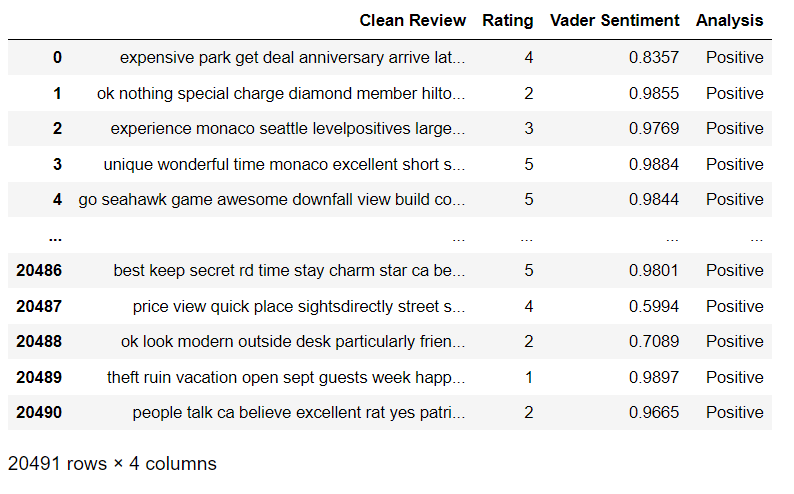 Clean Review Rating Vader Sentiment Analysis
0 expensive park get deal anniversary arrive lat... 4 0.8357 Positive
1 ok nothing special charge diamond member hilto... 2 0.9855 Positive
2 experience monaco seattle levelpositives large... 3 0.9769 Positive
3 unique wonderful time monaco excellent short s... 5 0.9884 Positive
4 go seahawk game awesome downfall view build co... 5 0.9844 Positive
... ... ... ... ...
20486 best keep secret rd time stay charm star ca be... 5 0.9801 Positive
20487 price view quick place sightsdirectly street s... 4 0.5994 Positive
20488 ok look modern outside desk particularly frien... 2 0.7089 Positive
20489 theft ruin vacation open sept guests week happ... 1 0.9897 Positive
20490 people talk ca believe excellent rat yes patri... 2 0.9665 Positive
20491 rows × 4 columns